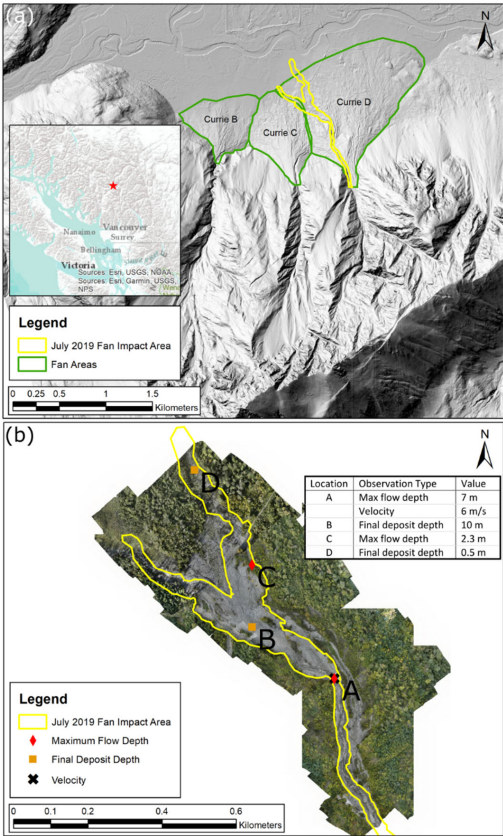 (a)
N
Currie B
Currie C
Currie D
Nanaimo
Vancouver
Surrey
Bellingham
Victoria
Sources: Esri, USGS, NOAA,
Sources: Esri, Garmin, USGS,
NPS
Legend
July 2019 Fan Impact Area
Fan Areas
0 0.25 0.5 1 1.5
Kilometers
(b)
N
Location Observation Type Value
A Max flow depth 7 m
Velocity 6 m/s
B Final deposit depth 10 m
C Max flow depth 2.3 m
D Final deposit depth 0.5 m
D
C
B
A
Legend
July 2019 Fan Impact Area
Maximum Flow Depth
Final Deposit Depth
Velocity
0 0.1 0.2 0.4 0.6
Kilometers